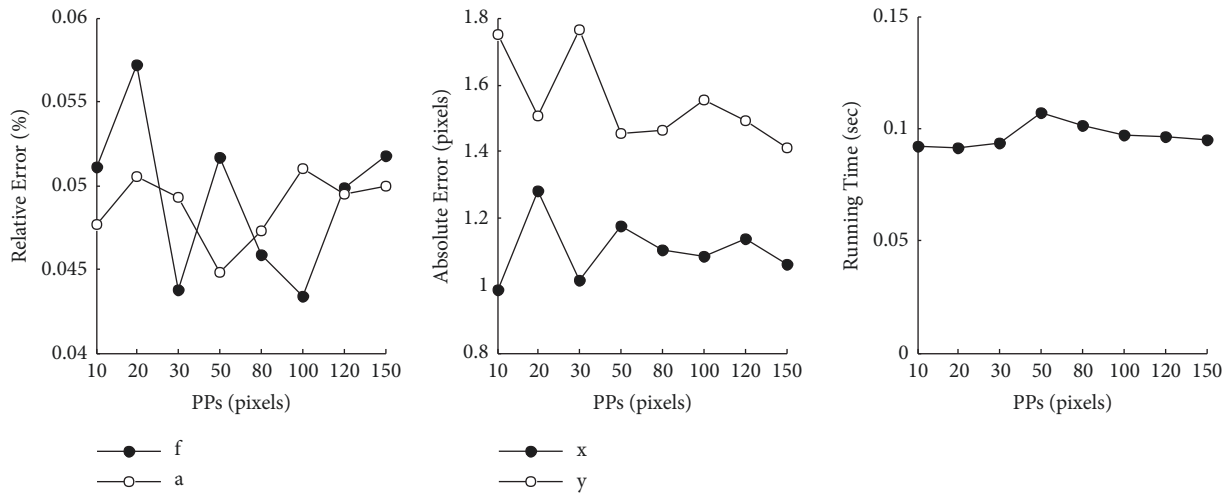 0.06
0.055
0.05
0.045
0.04
Relative Error (%)
10 20 30 50 80 100 120 150
PPs (pixels)
f
a
1.8
1.6
1.4
1.2
1
0.8
Absolute Error (pixels)
10 20 30 50 80 100 120 150
PPs (pixels)
x
y
0.15
0.1
0.05
0
Running Time (sec)
10 20 30 50 80 100 120 150
PPs (pixels)